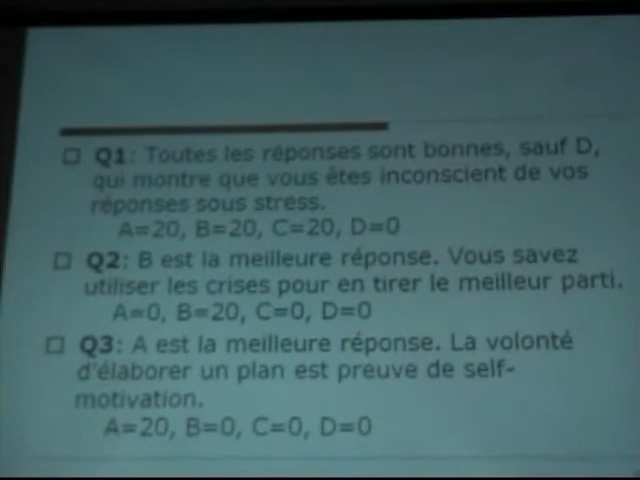 Q1: Toutes les réponses sont bonnes, sauf D,
qui montre que vous êtes inconscient de vos
réponses sous stress.
A=20, B=20, C=20, D=0
Q2: B est la meilleure réponse. Vous savez
utiliser les crises pour en tirer le meilleur parti.
A=0, B=20, C=0, D=0
Q3: A est la meilleure réponse. La volonté
d'élaborer un plan est preuve de self-
motivation.
A=20, B=0, C=0, D=0